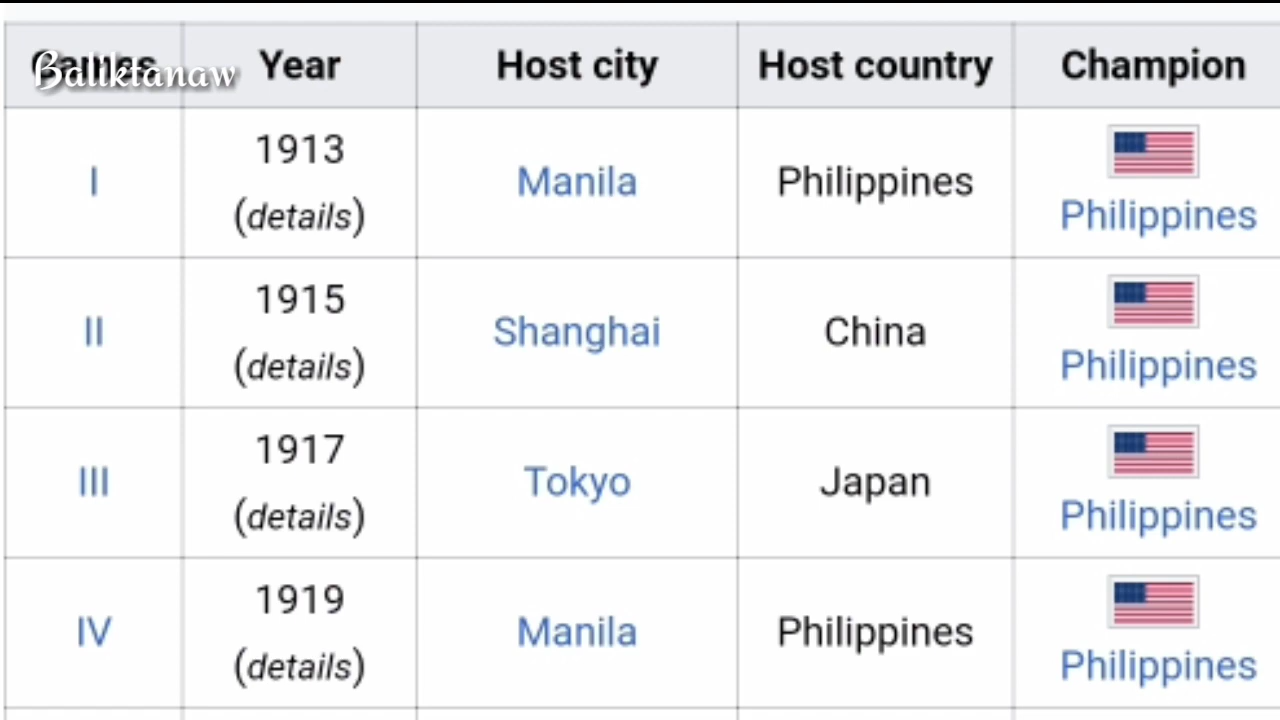 Games Year Host city Host country Champion
Baliktanaw
I 1913 (details) Manila Philippines Philippines
II 1915 (details) Shanghai China Philippines
III 1917 (details) Tokyo Japan Philippines
IV 1919 (details) Manila Philippines Philippines